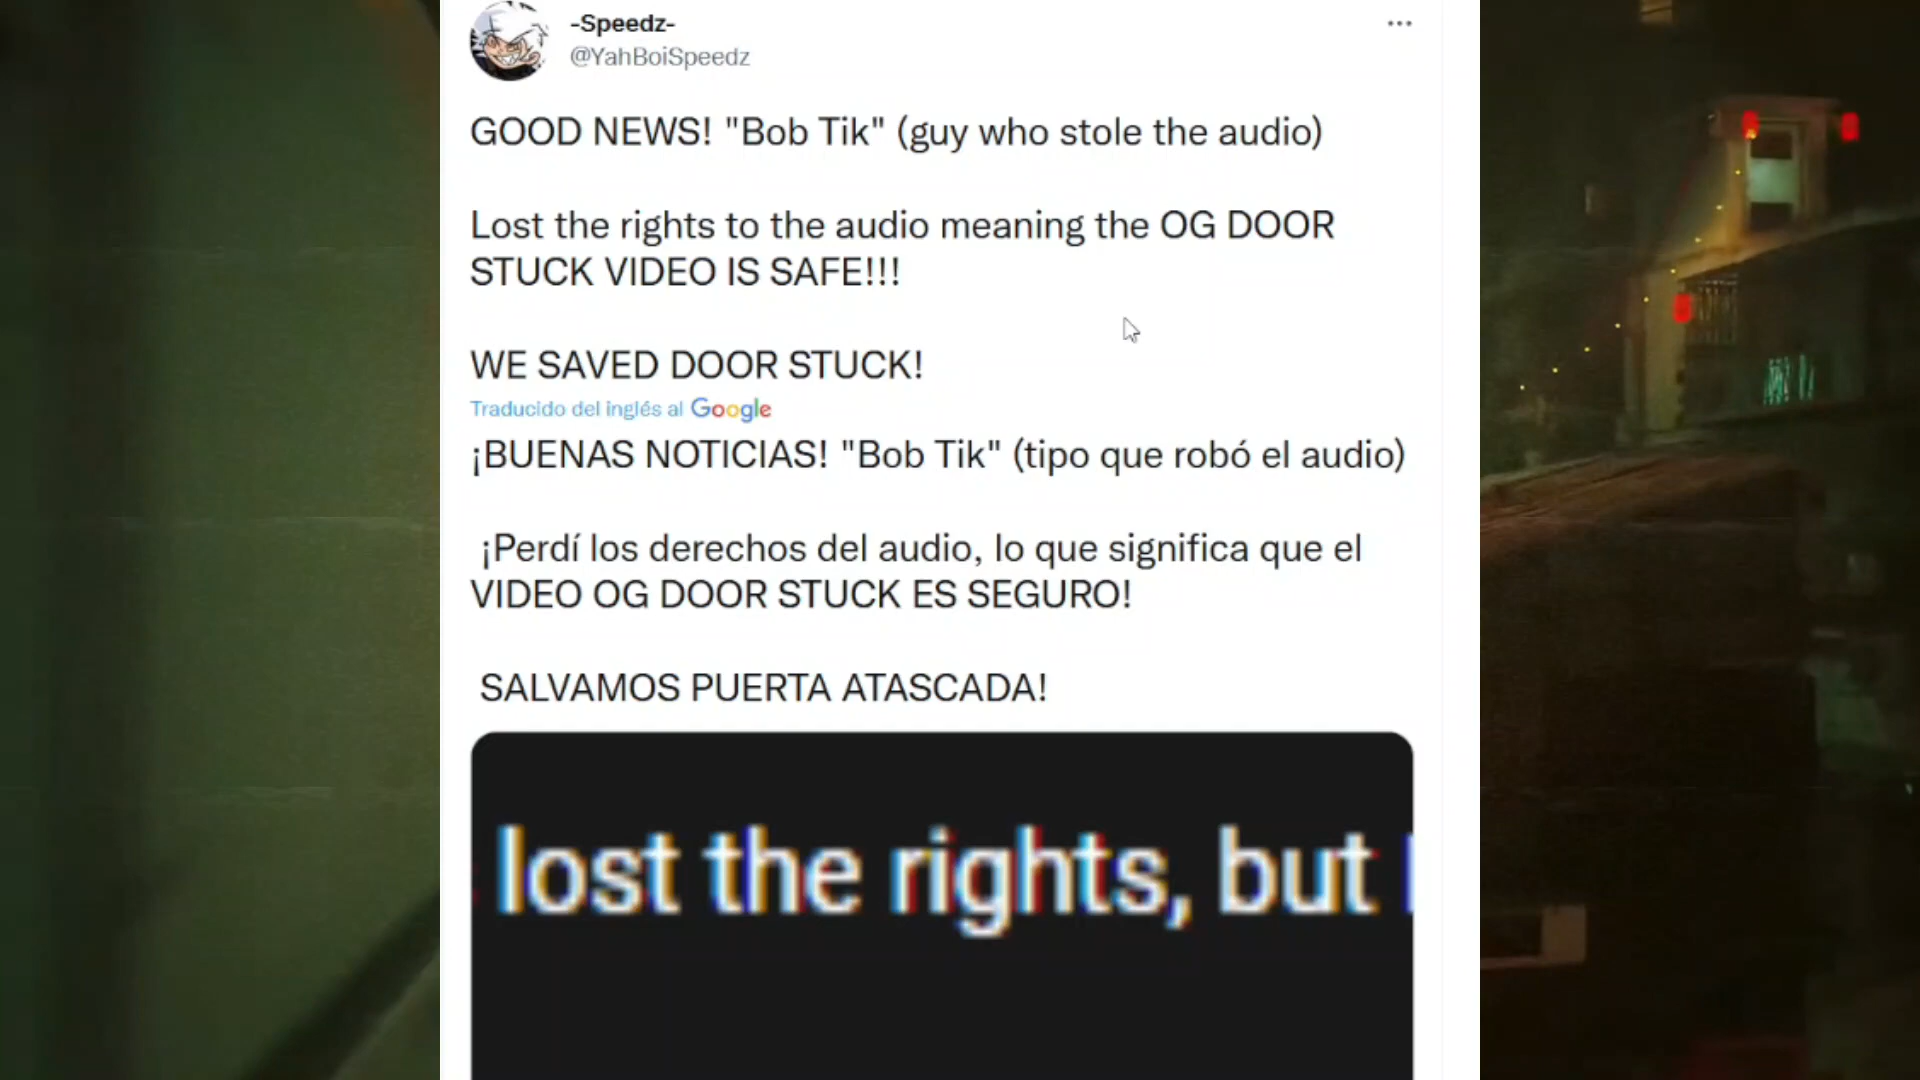 -Speedz-
@YahBoiSpeedz
GOOD NEWS! "Bob Tik" (guy who stole the audio)
Lost the rights to the audio meaning the OG DOOR
STUCK VIDEO IS SAFE!!!
WE SAVED DOOR STUCK!
Traducido del inglés al Google
¡BUENAS NOTICIAS! "Bob Tik" (tipo que robó el audio)
¡Perdí los derechos del audio, lo que significa que el
VIDEO OG DOOR STUCK ES SEGURO!
SALVAMOS PUERTA ATASCADA!
lost the rights, but